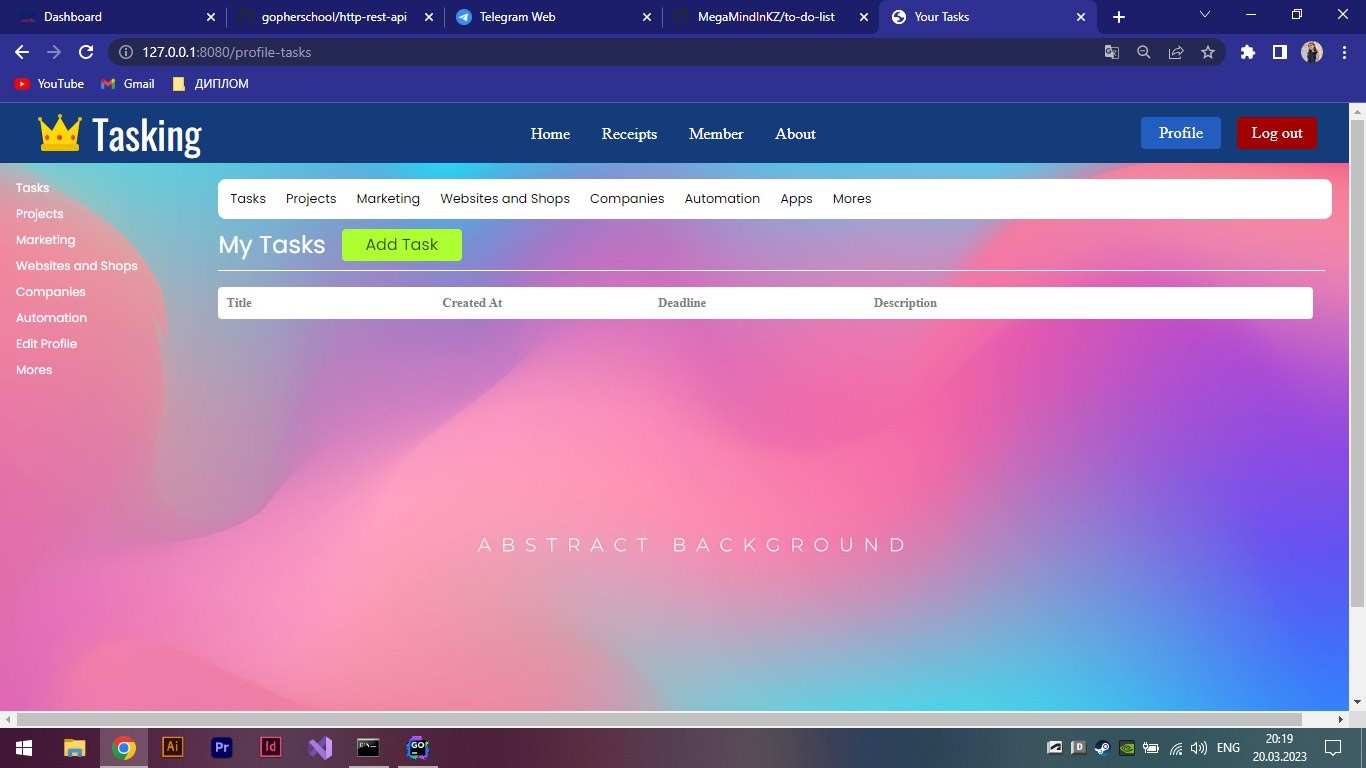 Dashboard
gopherschool/http-rest-api
Telegram Web
MegaMindInKZ/to-do-list
Your Tasks
127.0.0.1:8080/profile-tasks
YouTube
Gmail
ДИПЛОМ
Tasking
Home
Receipts
Member
About
Profile
Log out
Tasks
Projects
Marketing
Websites and Shops
Companies
Automation
Edit Profile
Mores
Tasks Projects Marketing Websites and Shops Companies Automation Apps Mores
My Tasks
Add Task
Title Created At Deadline Description
ABSTRACT BACKGROUND
Ai
Pr
Id
GO
ENG
20:19
20.03.2023